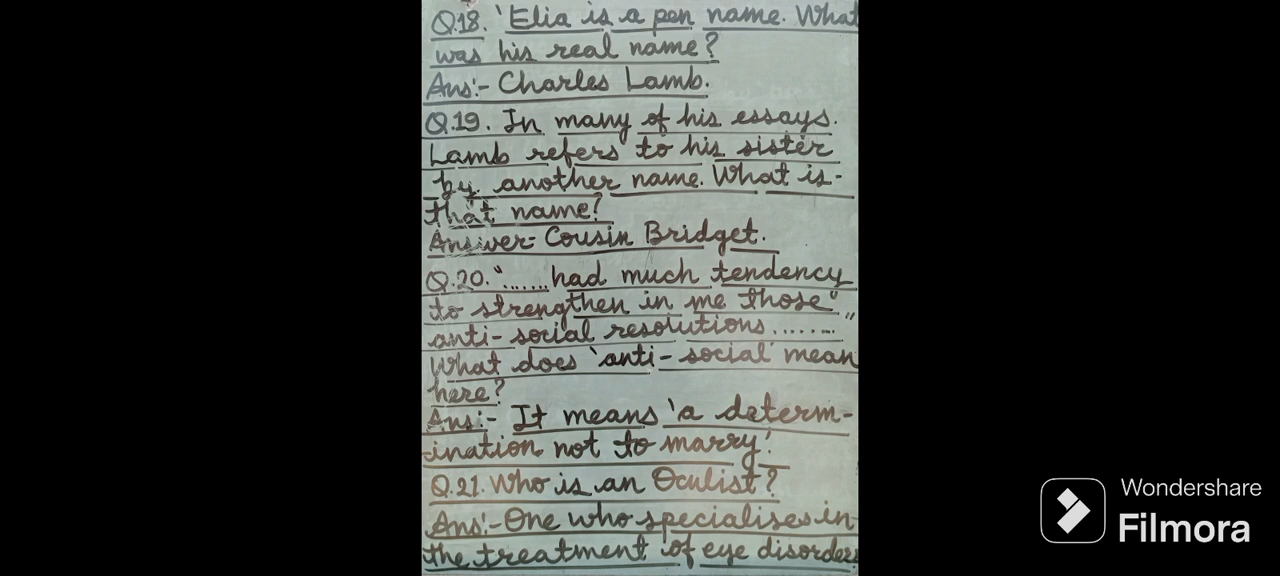 Q.18. 'Elia is a pen name. What
was his real name?
Ans:- Charles Lamb.
Q.19. In many of his essays.
Lamb refers to his sister
by another name. What is-
that name?
Answer- Cousin Bridget.
Q.20. "......had much tendency
to strengthen in me those"
anti-social resolutions........"
What does 'anti-social' mean
here?
Ans:- It means 'a determ-
ination not to marry'.
Q.21. Who is an Oculist?
Ans:- One who specialises in-
the treatment of eye disorders
Wondershare
Filmora